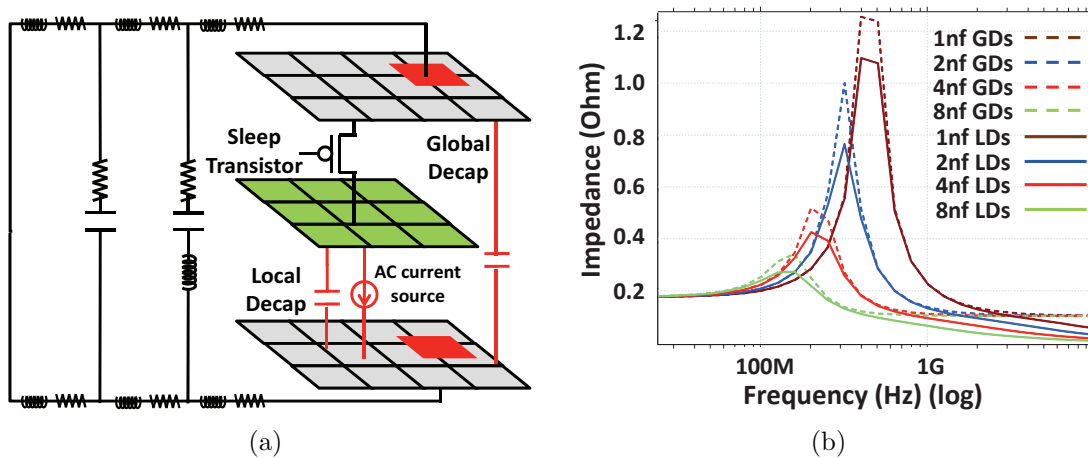 Sleep
Transistor
Global
Decap
Local
Decap
AC current
source
(a)
Impedance (Ohm)
1.2
1.0
0.8
0.6
0.4
0.2
1nf GDs
2nf GDs
4nf GDs
8nf GDs
1nf LDs
2nf LDs
4nf LDs
8nf LDs
100M
1G
Frequency (Hz) (log)
(b)